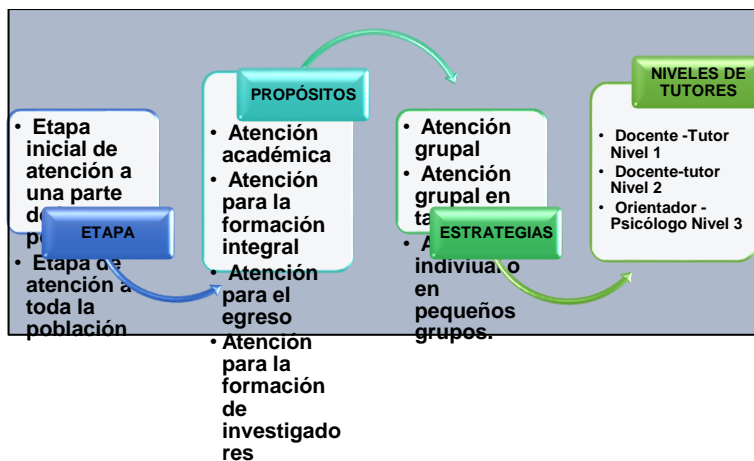 • Etapa
inicial de
atención a
una parte
ETAPA
• Etapa de
atención a
toda la
población
PROPÓSITOS
• Atención
académica
• Atención
para la
formación
integral
• Atención
para el
egreso
• Atención
para la
formación
de
investigado
res
• Atención
grupal
• Atención
grupal en
ESTRATEGIAS
en
pequeños
grupos.
NIVELES DE
TUTORES
• Docente -Tutor
Nivel 1
• Docente-tutor
Nivel 2
• Orientador -
Psicólogo Nivel 3